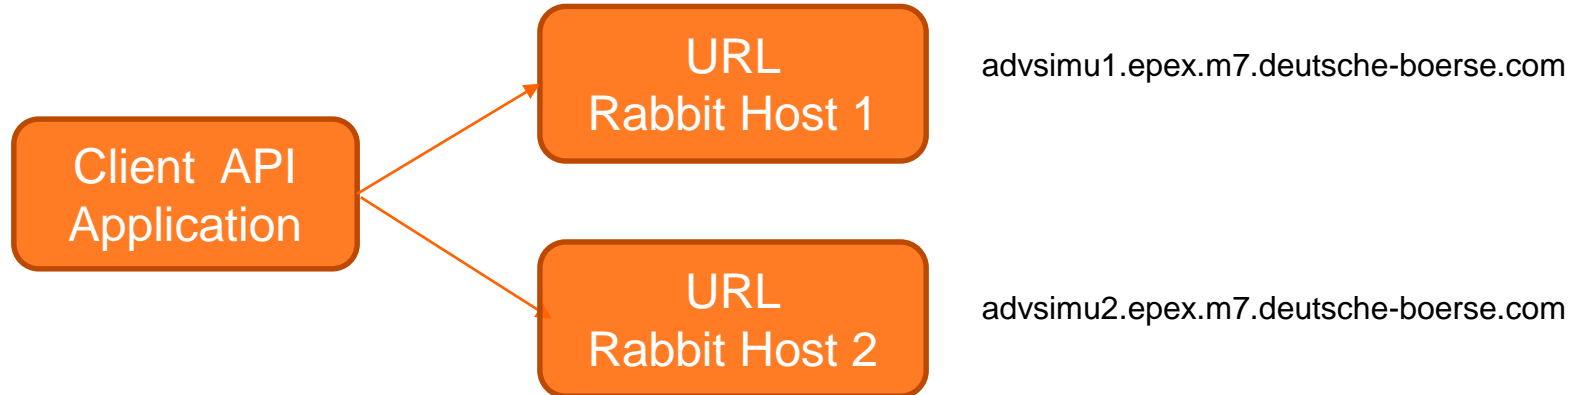 URL
Rabbit Host 1
advsimu1.epex.m7.deutsche-boerse.com
Client API
Application
URL
Rabbit Host 2
advsimu2.epex.m7.deutsche-boerse.com